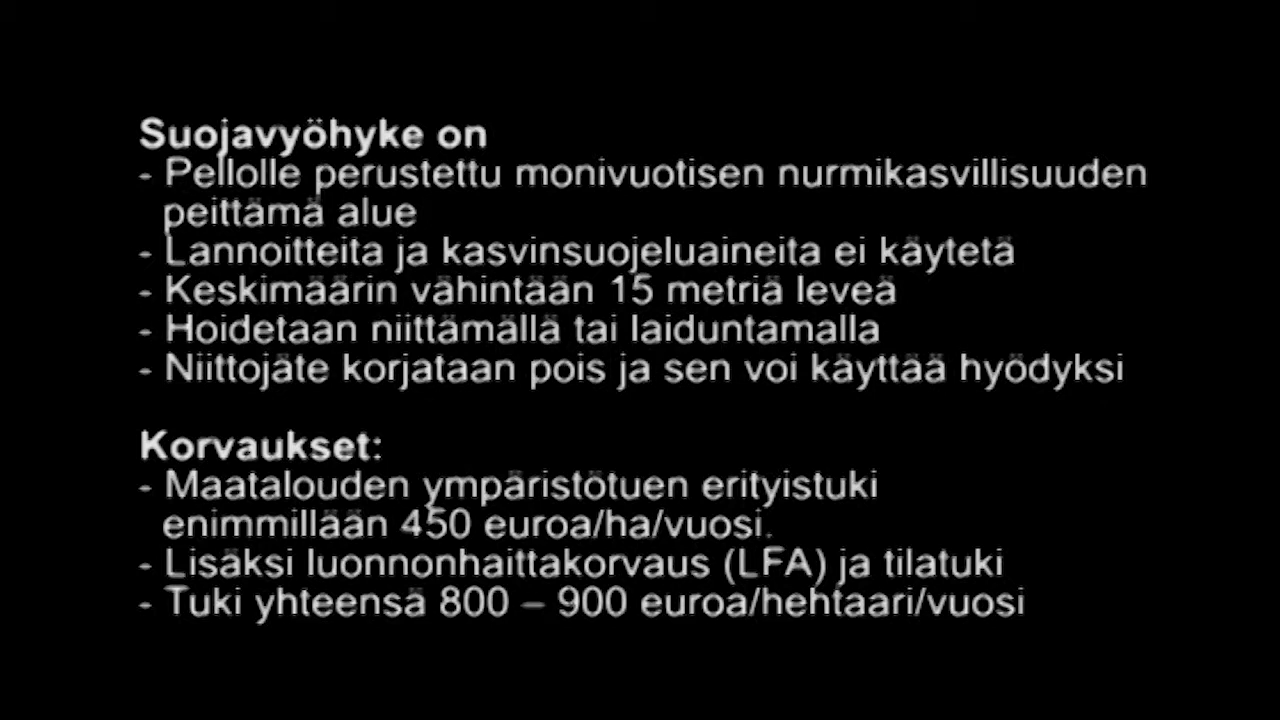 Suojavyöhyke on
- Pellolle perustettu monivuotisen nurmikasvillisuuden
peittämä alue
- Lannoitteita ja kasvinsuojeluaineita ei käytetä
- Keskimäärin vähintään 15 metriä leveä
- Hoidetaan niittämällä tai laiduntamalla
- Niittojäte korjataan pois ja sen voi käyttää hyödyksi
Korvaukset:
- Maatalouden ympäristötuen erityistuki
enimmillään 450 euroa/ha/vuosi.
- Lisäksi luonnonhaittakorvaus (LFA) ja tilatuki
- Tuki yhteensä 800 – 900 euroa/hehtaari/vuosi